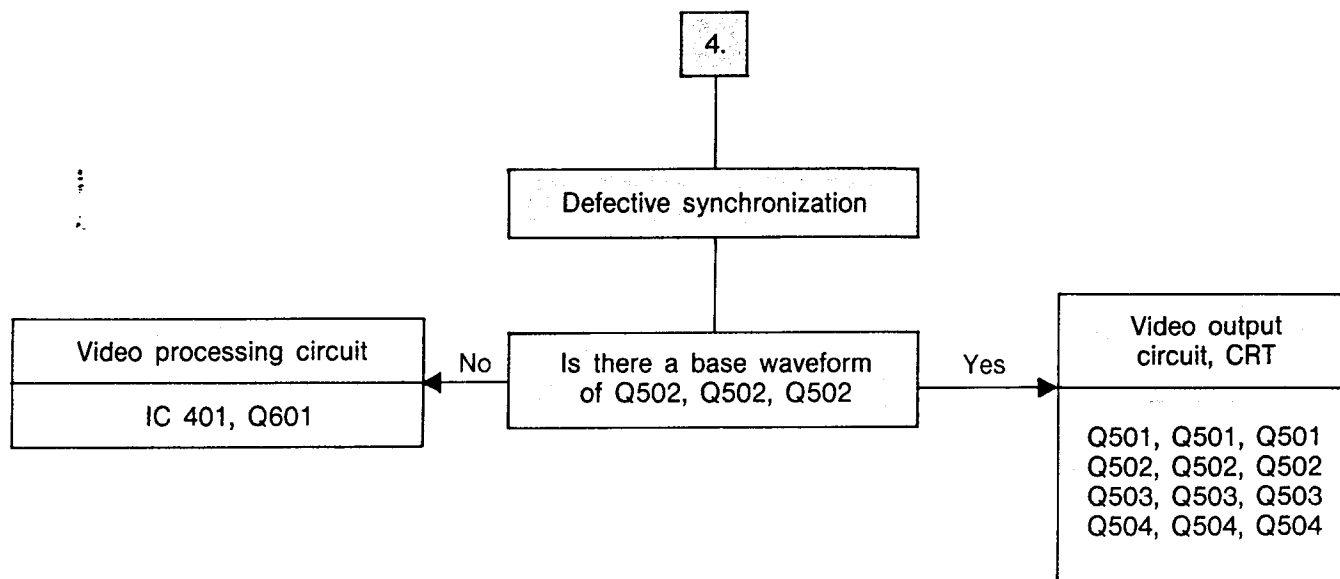 4.
Defective synchronization
Is there a base waveform
of Q502, Q502, Q502
No
Yes
Video processing circuit
IC 401, Q601
Video output
circuit, CRT
Q501, Q501, Q501
Q502, Q502, Q502
Q503, Q503, Q503
Q504, Q504, Q504